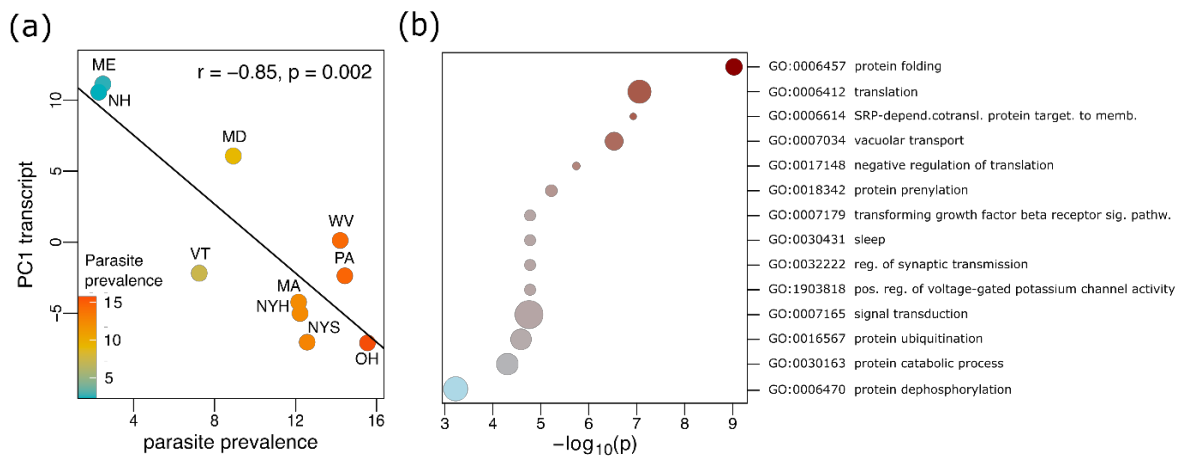 (a)
(b)
ME
NH
r = −0.85, p = 0.002
MD
WV
VT
PA
MA
NYH
NYS
OH
Parasite
prevalence
15
10
5
10
5
0
−5
PC1 transcript
4
8
12
16
parasite prevalence
GO:0006457 protein folding
GO:0006412 translation
GO:0006614 SRP-depend.cotransl. protein target. to memb.
GO:0007034 vacuolar transport
GO:0017148 negative regulation of translation
GO:0018342 protein prenylation
GO:0007179 transforming growth factor beta receptor sig. pathw.
GO:0030431 sleep
GO:0032222 reg. of synaptic transmission
GO:1903818 pos. reg. of voltage-gated potassium channel activity
GO:0007165 signal transduction
GO:0016567 protein ubiquitination
GO:0030163 protein catabolic process
GO:0006470 protein dephosphorylation
3
4
5
6
7
8
9
−log10(p)